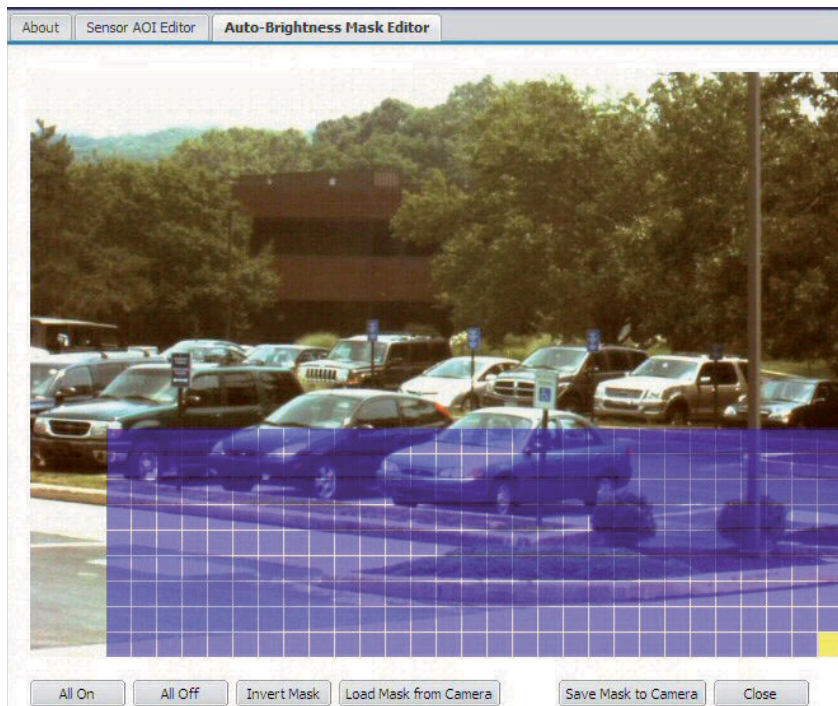 About
Sensor AOI Editor
Auto-Brightness Mask Editor
All On
All Off
Invert Mask
Load Mask from Camera
Save Mask to Camera
Close